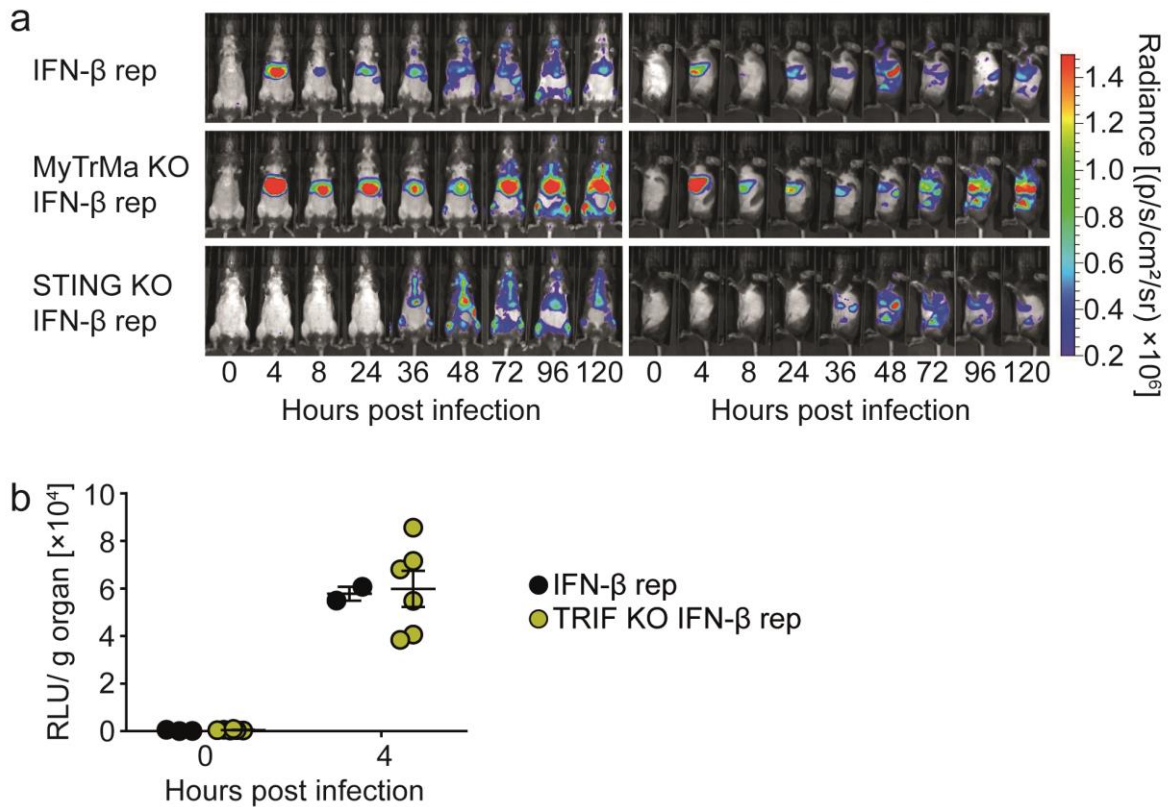 a
IFN-β rep
MyTrMa KO
IFN-β rep
STING KO
IFN-β rep
0 4 8 24 36 48 72 96 120
0 4 8 24 36 48 72 96 120
Hours post infection
Hours post infection
1.4
1.2
1.0
0.8
0.6
0.4
0.2
Radiance [(p/s/cm²/sr) ×10⁶]
b
10
8
6
4
2
0
RLU/ g organ [×10⁴]
0 4
Hours post infection
IFN-β rep
TRIF KO IFN-β rep